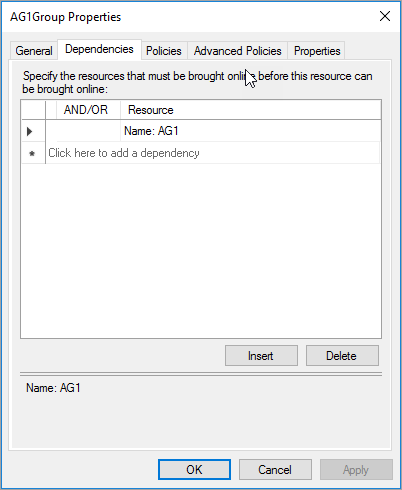 AG1Group Properties
General Dependencies Policies Advanced Policies Properties
Specify the resources that must be brought online before this resource can
be brought online:
AND/OR Resource
Name: AG1
Click here to add a dependency
Insert Delete
Name: AG1
OK Cancel Apply